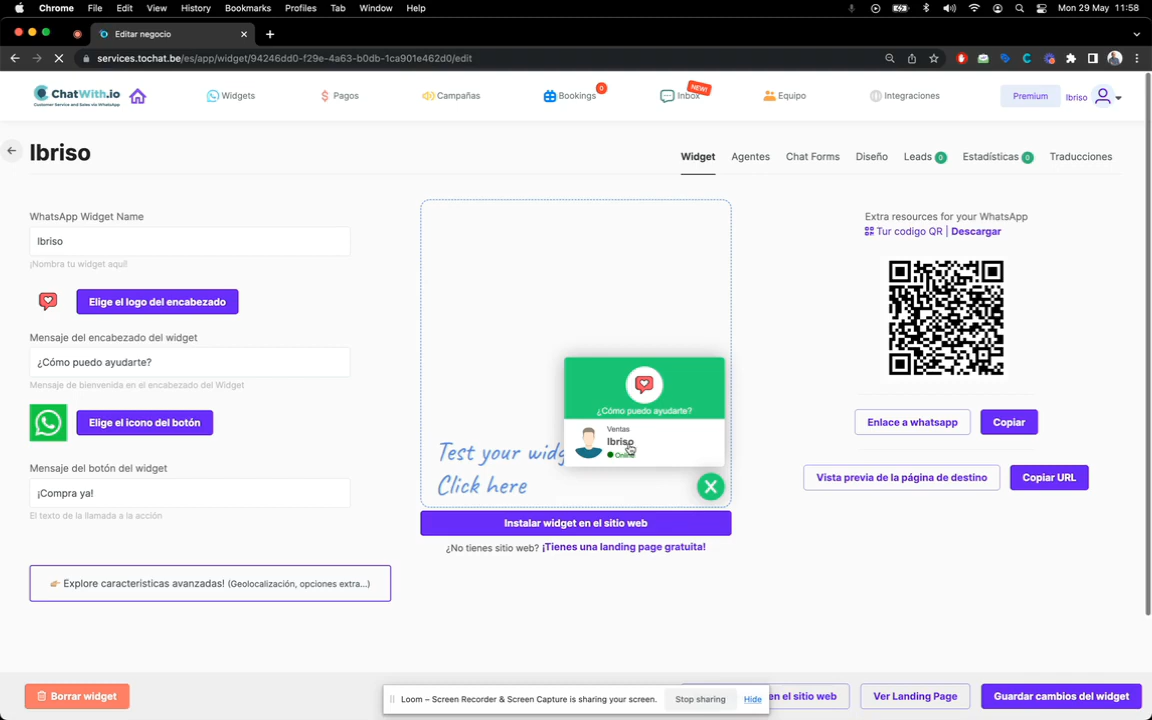 Chrome File Edit View History Bookmarks Profiles Tab Window Help Mon 29 May 11:58
Editar negocio
services.tochat.be/es/app/widget/94246dd0-f29e-4a63-b0db-1ca901e462d0/edit
ChatWith.io
Customer Service and Sales via WhatsApp
Widgets
Pagos
Campañas
Bookings 0
Inbox NEW!
Equipo
Integraciones
Premium
Ibriso
Ibriso
Widget Agentes Chat Forms Diseño Leads 0 Estadísticas 0 Traducciones
WhatsApp Widget Name
Ibriso
¡Nombra tu widget aquí!
Elige el logo del encabezado
Mensaje del encabezado del widget
¿Cómo puedo ayudarte?
Mensaje de bienvenida en el encabezado del Widget
Elige el icono del botón
Mensaje del botón del widget
¡Compra ya!
El texto de la llamada a la acción
👉 Explore caracteristicas avanzadas! (Geolocalización, opciones extra...)
¿Cómo puedo ayudarte?
Ventas
Ibriso
Online
Test your widg
Click here
Instalar widget en el sitio web
¿No tienes sitio web? ¡Tienes una landing page gratuita!
Extra resources for your WhatsApp
Tur codigo QR | Descargar
Enlace a whatsapp
Copiar
Vista previa de la página de destino
Copiar URL
Borrar widget
Loom – Screen Recorder & Screen Capture is sharing your screen.
Stop sharing
Hide
en el sitio web
Ver Landing Page
Guardar cambios del widget